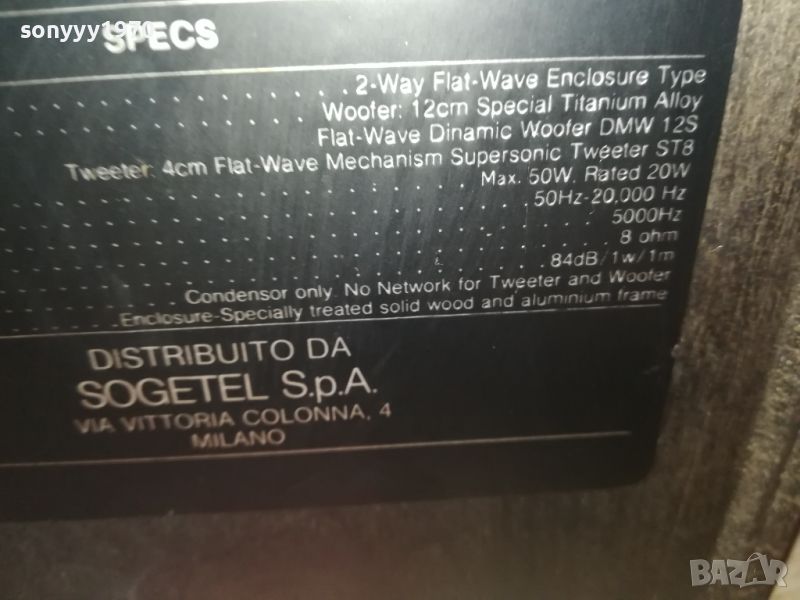 sonyyy1970
SPECS
2-Way Flat-Wave Enclosure Type
Woofer: 12cm Special Titanium Alloy
Flat-Wave Dinamic Woofer DMW 12S
Tweeter: 4cm Flat-Wave Mechanism Supersonic Tweeter ST8
Max. 50W, Rated 20W
50Hz-20,000 Hz
5000Hz
8 ohm
84dB/1w/1m
Condensor only. No Network for Tweeter and Woofer
Enclosure-Specially treated solid wood and aluminium frame
DISTRIBUITO DA
SOGETEL S.p.A.
VIA VITTORIA COLONNA, 4
MILANO
BAZAR